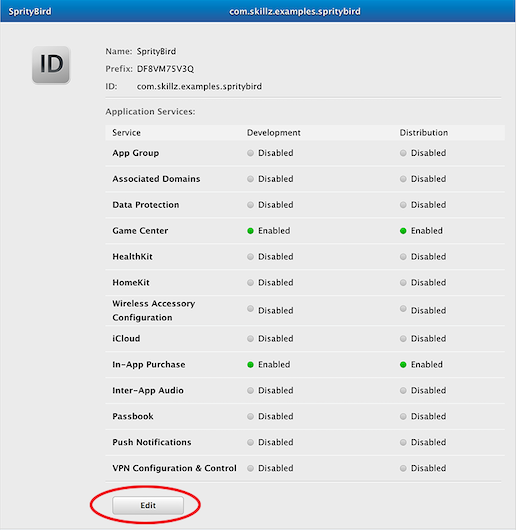 SprityBird com.skillz.examples.spritybird
ID
Name: SprityBird
Prefix: DF8VM75V3Q
ID: com.skillz.examples.spritybird
Application Services:
Service Development Distribution
App Group Disabled Disabled
Associated Domains Disabled Disabled
Data Protection Disabled Disabled
Game Center Enabled Enabled
HealthKit Disabled Disabled
HomeKit Disabled Disabled
Wireless Accessory
Configuration Disabled Disabled
iCloud Disabled Disabled
In-App Purchase Enabled Enabled
Inter-App Audio Disabled Disabled
Passbook Disabled Disabled
Push Notifications Disabled Disabled
VPN Configuration & Control Disabled Disabled
Edit